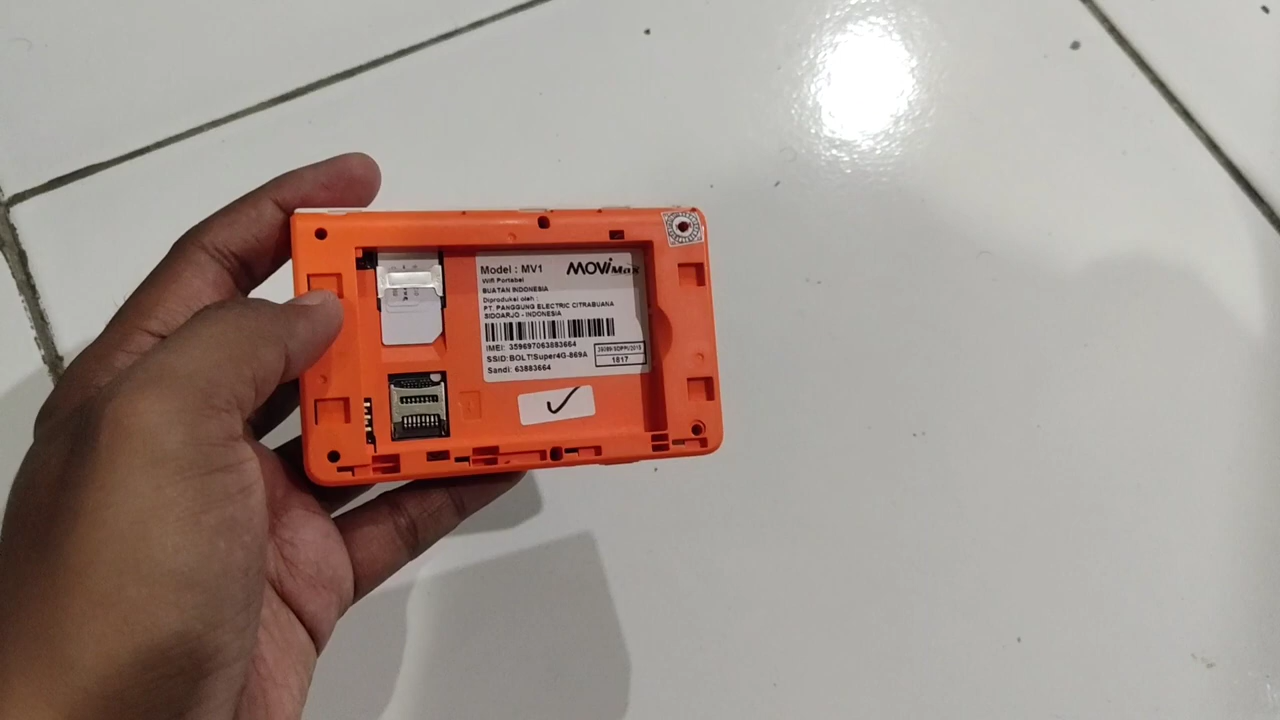 Model : MV1
MOViMax
Wifi Portabel
BUATAN INDONESIA
Diproduksi oleh :
PT. PANGGUNG ELECTRIC CITRABUANA
SIDOARJO - INDONESIA
IMEI: 359697063883664
SSID: BOLT!Super4G-869A
Sandi: 63883664
1817